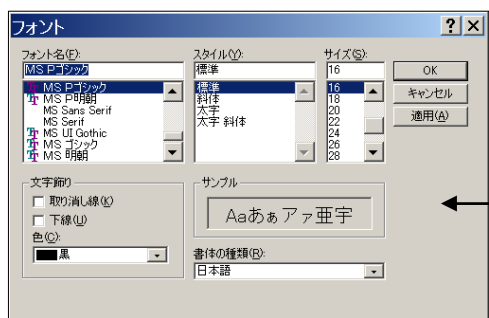 フォント
フォント名(F): スタイル(Y): サイズ(S):
MS Pゴシック 標準 16 OK
MS Pゴシック 標準 16 キャンセル
MS P明朝 斜体 18 適用(A)
MS Sans Serif 太字 20
MS Serif 太字 斜体 22
MS UI Gothic 24
MS ゴシック 26
MS 明朝 28
文字飾り サンプル
取り消し線(K)
下線(U) Aaあぁアァ亜宇
色(C):
黒 書体の種類(R):
日本語